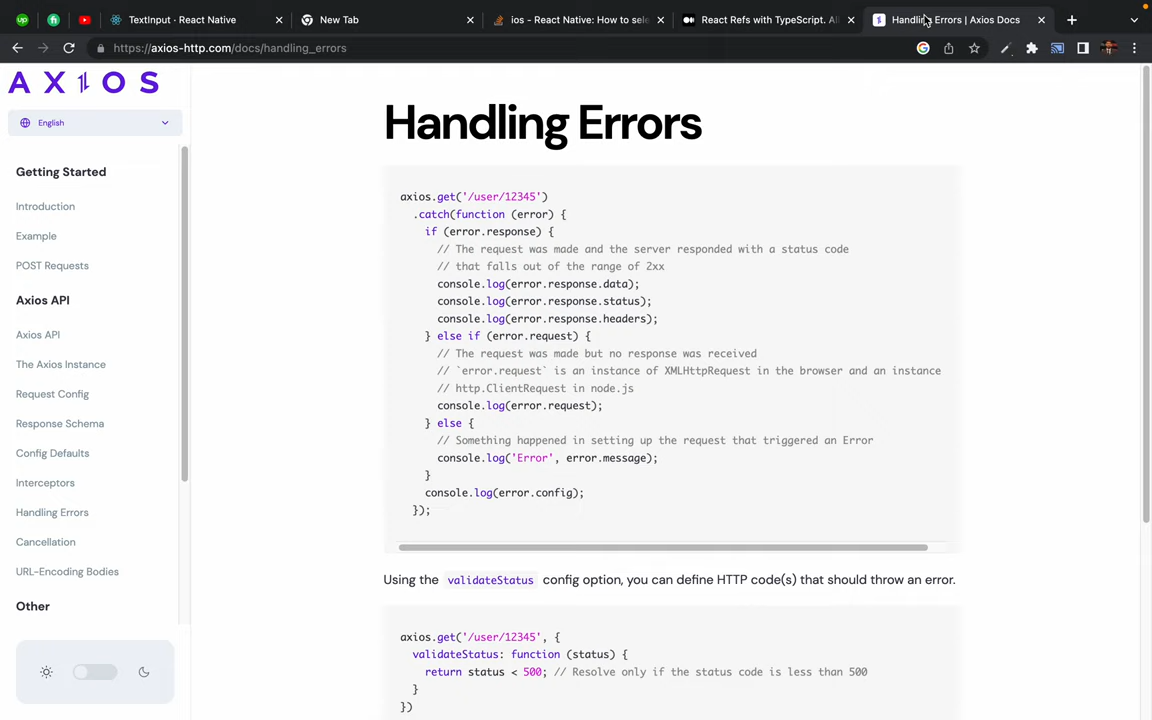 TextInput · React Native
New Tab
ios - React Native: How to sele
React Refs with TypeScript. Al
Handling Errors | Axios Docs
https://axios-http.com/docs/handling_errors
AXIOS
English
Getting Started
Introduction
Example
POST Requests
Axios API
Axios API
The Axios Instance
Request Config
Response Schema
Config Defaults
Interceptors
Handling Errors
Cancellation
URL-Encoding Bodies
Other
Handling Errors
axios.get('/user/12345')
.catch(function (error) {
if (error.response) {
// The request was made and the server responded with a status code
// that falls out of the range of 2xx
console.log(error.response.data);
console.log(error.response.status);
console.log(error.response.headers);
} else if (error.request) {
// The request was made but no response was received
// `error.request` is an instance of XMLHttpRequest in the browser and an instance
// http.ClientRequest in node.js
console.log(error.request);
} else {
// Something happened in setting up the request that triggered an Error
console.log('Error', error.message);
}
console.log(error.config);
});
Using the validateStatus config option, you can define HTTP code(s) that should throw an error.
axios.get('/user/12345', {
validateStatus: function (status) {
return status < 500; // Resolve only if the status code is less than 500
}
})